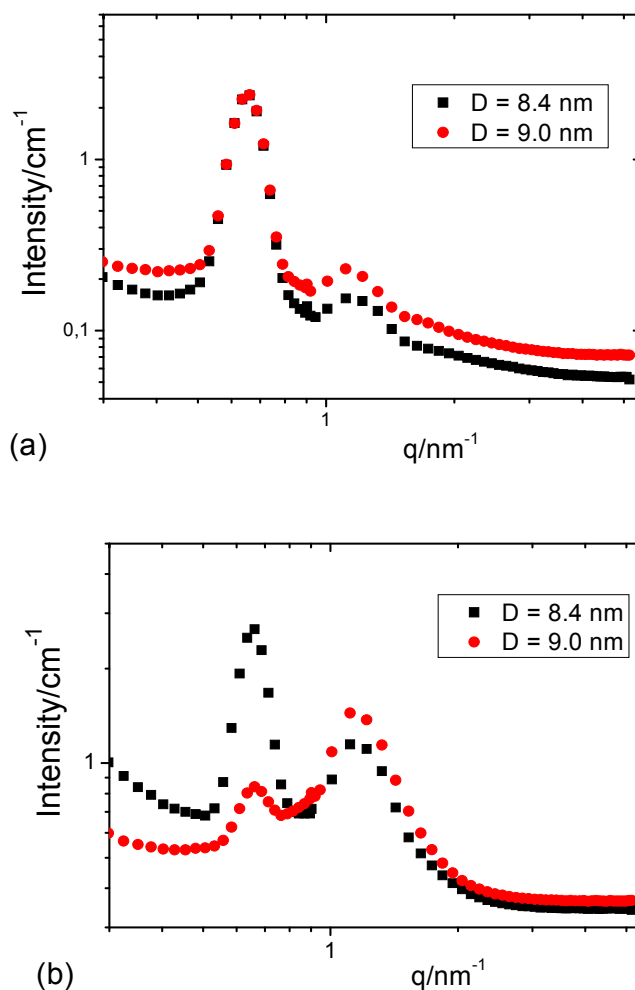 Intensity/cm-1
1
0,1
D = 8.4 nm
D = 9.0 nm
1
(a)
q/nm-1
Intensity/cm-1
1
D = 8.4 nm
D = 9.0 nm
1
(b)
q/nm-1